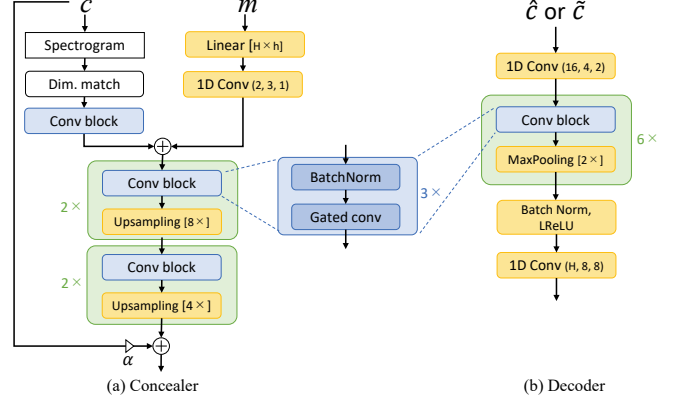 c
m
Spectrogram
Dim. match
Conv block
Linear [H×h]
1D Conv (2, 3, 1)
2×
Conv block
Upsampling [8×]
2×
Conv block
Upsampling [4×]
α
(a) Concealer
BatchNorm
Gated conv
3×
ĉ or c̃
1D Conv (16, 4, 2)
Conv block
MaxPooling [2×]
6×
Batch Norm,
LReLU
1D Conv (H, 8, 8)
(b) Decoder